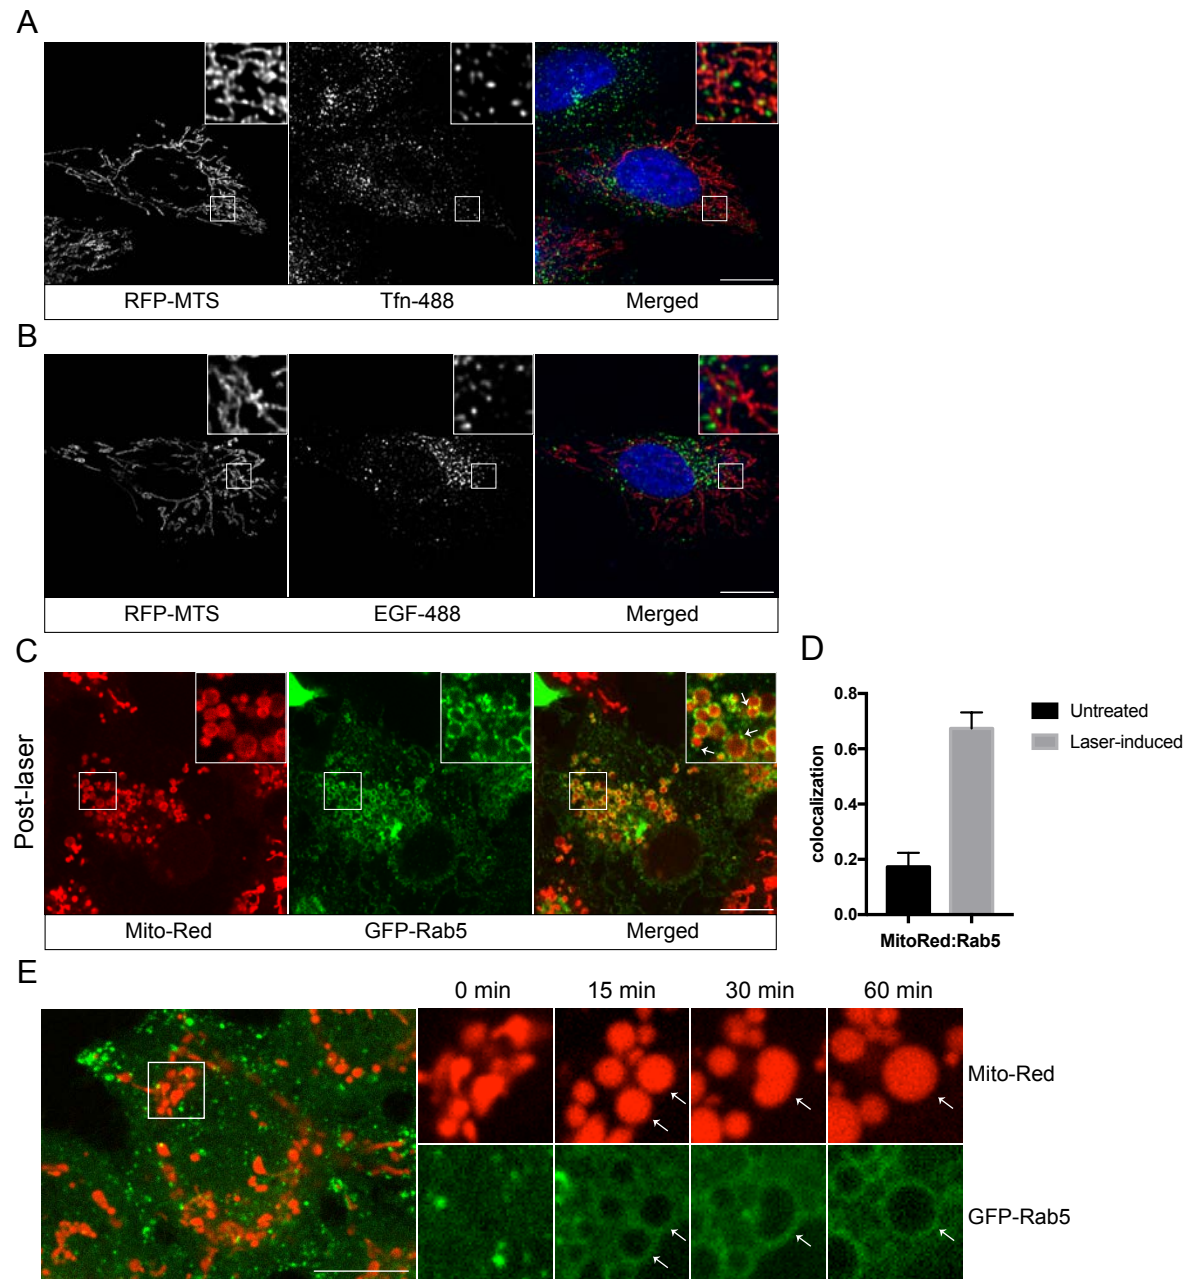 A
RFP-MTS Tfn-488 Merged
B
RFP-MTS EGF-488 Merged
C
Post-laser
Mito-Red GFP-Rab5 Merged
D
0.8
0.6
0.4
0.2
0.0
colocalization
MitoRed:Rab5
Untreated
Laser-induced
E
0 min 15 min 30 min 60 min
Mito-Red
GFP-Rab5